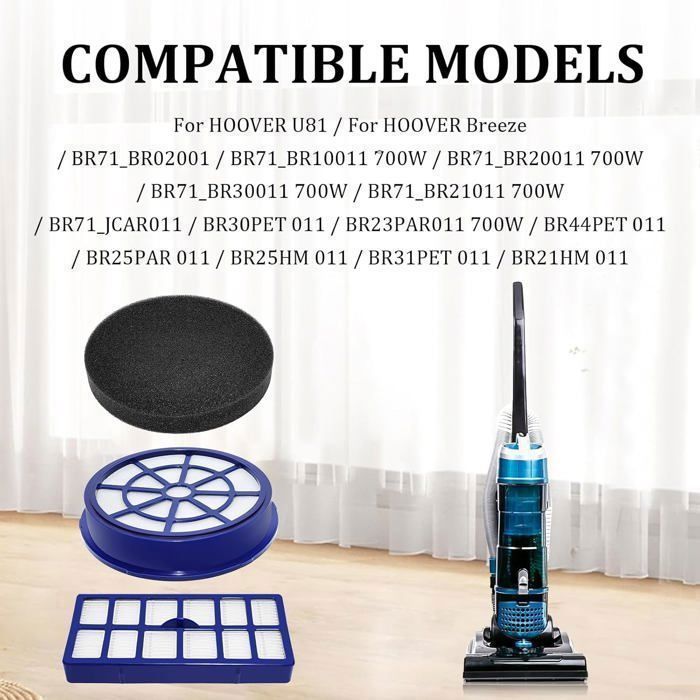 COMPATIBLE MODELS
For HOOVER U81 / For HOOVER Breeze
/ BR71_BR02001 / BR71_BR10011 700W / BR71_BR20011 700W
/ BR71_BR30011 700W / BR71_BR21011 700W
/ BR71_JCAR011 / BR30PET 011 / BR23PAR011 700W / BR44PET 011
/ BR25PAR 011 / BR25HM 011 / BR31PET 011 / BR21HM 011